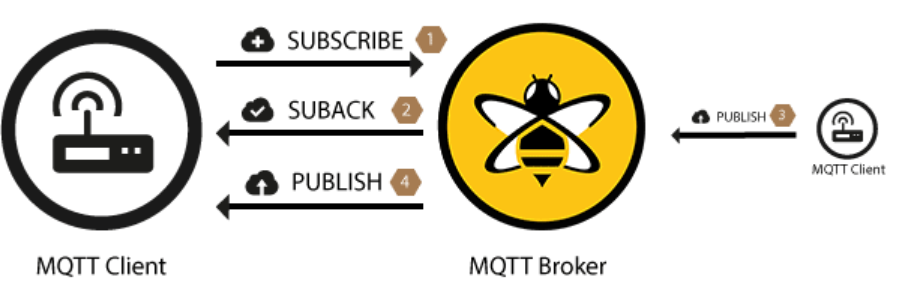 SUBSCRIBE 1
SUBACK 2
PUBLISH 3
PUBLISH 4
MQTT Client
MQTT Client
MQTT Broker